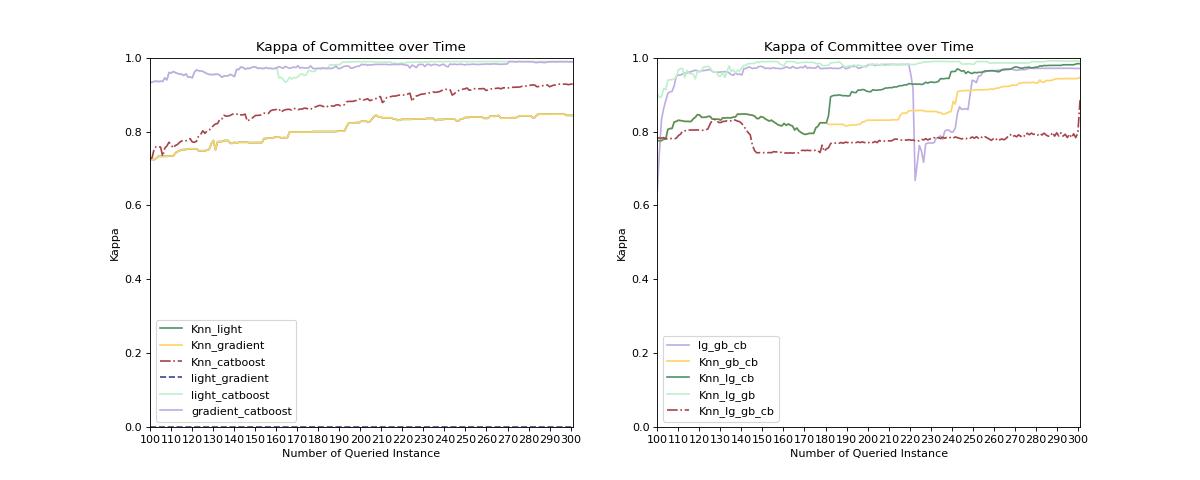 Kappa of Committee over Time
1.0
0.8
0.6
0.4
0.2
0.0
Kappa
Knn_light
Knn_gradient
Knn_catboost
light_gradient
light_catboost
gradient_catboost
100 110 120 130 140 150 160 170 180 190 200 210 220 230 240 250 260 270 280 290 300
Number of Queried Instance
Kappa of Committee over Time
1.0
0.8
0.6
0.4
0.2
0.0
Kappa
lg_gb_cb
Knn_gb_cb
Knn_lg_cb
Knn_lg_gb
Knn_lg_gb_cb
100 110 120 130 140 150 160 170 180 190 200 210 220 230 240 250 260 270 280 290 300
Number of Queried Instance